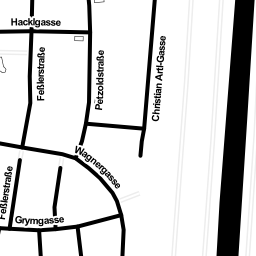 Hacklgasse
Feßlerstraße
Petzoldstraße
Christian Artl-Gasse
Wagnergasse
Feßlerstraße
Grymgasse